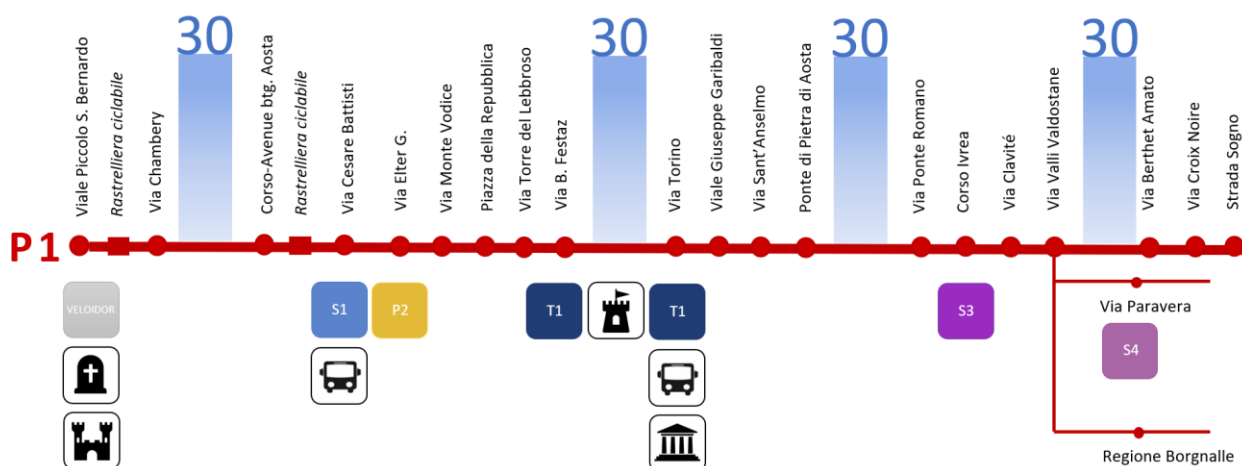 30
30
30
30
Viale Piccolo S. Bernardo
Rastrelliera ciclabile
Via Chambery
Corso-Avenue btg. Aosta
Rastrelliera ciclabile
Via Cesare Battisti
Via Elter G.
Via Monte Vodice
Piazza della Repubblica
Via Torre del Lebbroso
Via B. Festaz
Via Torino
Viale Giuseppe Garibaldi
Via Sant'Anselmo
Ponte di Pietra di Aosta
Via Ponte Romano
Corso Ivrea
Via Clavité
Via Valli Valdostane
Via Berthet Amato
Via Croix Noire
Strada Sogno
P1
VELOIDOR
S1
P2
T1
T1
S3
Via Paravera
S4
Regione Borgnalle